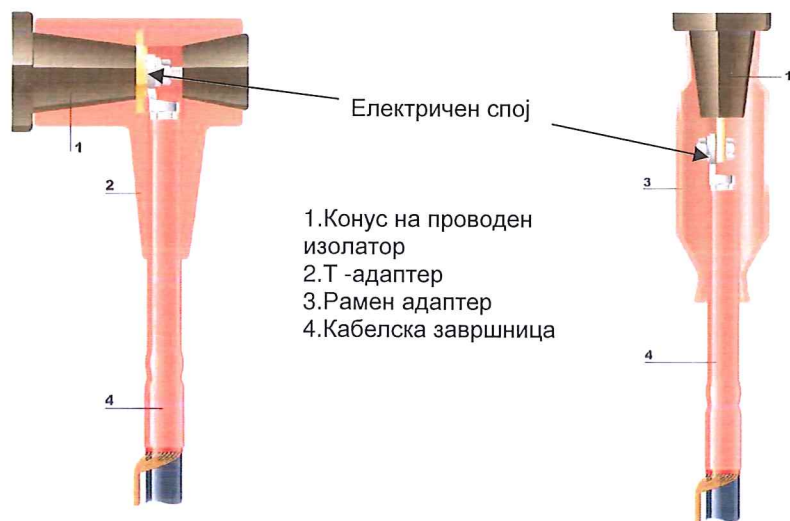 1
Електричен спој
1
2
3
1.Конус на проводен
изолатор
2.Т -адаптер
3.Рамен адаптер
4.Кабелска завршница
4
4